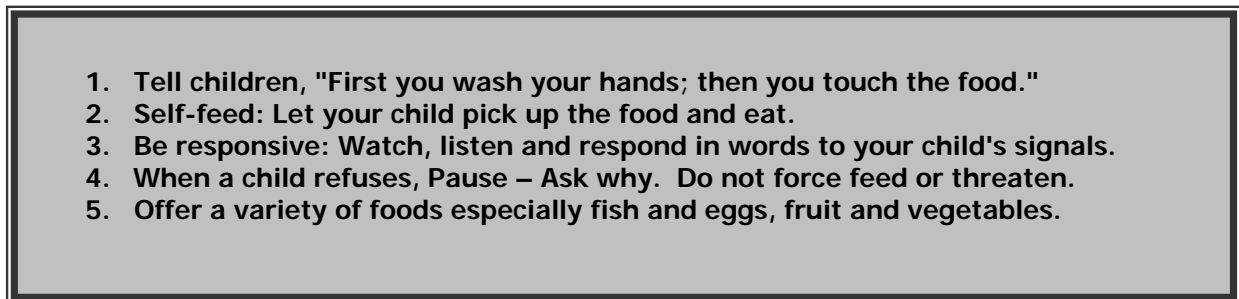 1. Tell children, "First you wash your hands; then you touch the food."
2. Self-feed: Let your child pick up the food and eat.
3. Be responsive: Watch, listen and respond in words to your child's signals.
4. When a child refuses, Pause – Ask why. Do not force feed or threaten.
5. Offer a variety of foods especially fish and eggs, fruit and vegetables.